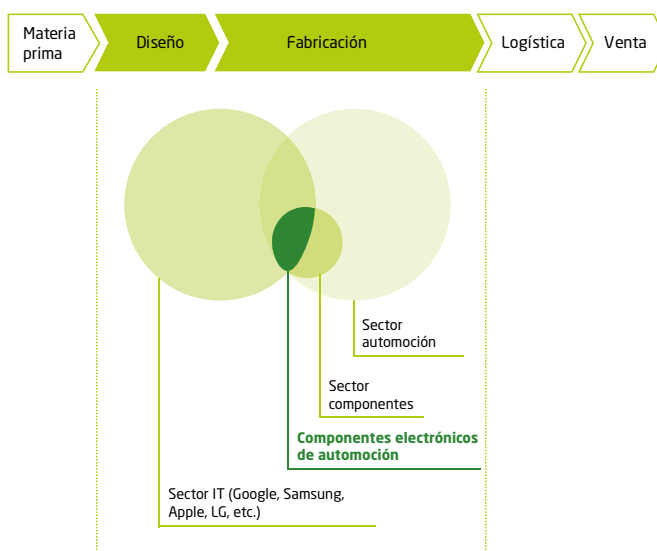 Materia
prima
Diseño
Fabricación
Logística
Venta
Sector
automoción
Sector
componentes
Componentes electrónicos
de automoción
Sector IT (Google, Samsung,
Apple, LG, etc.)